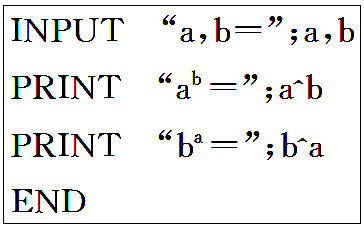 INPUT “a,b=”;a,b
PRINT “aᵇ=”;a^b
PRINT “bᵃ=”;b^a
END